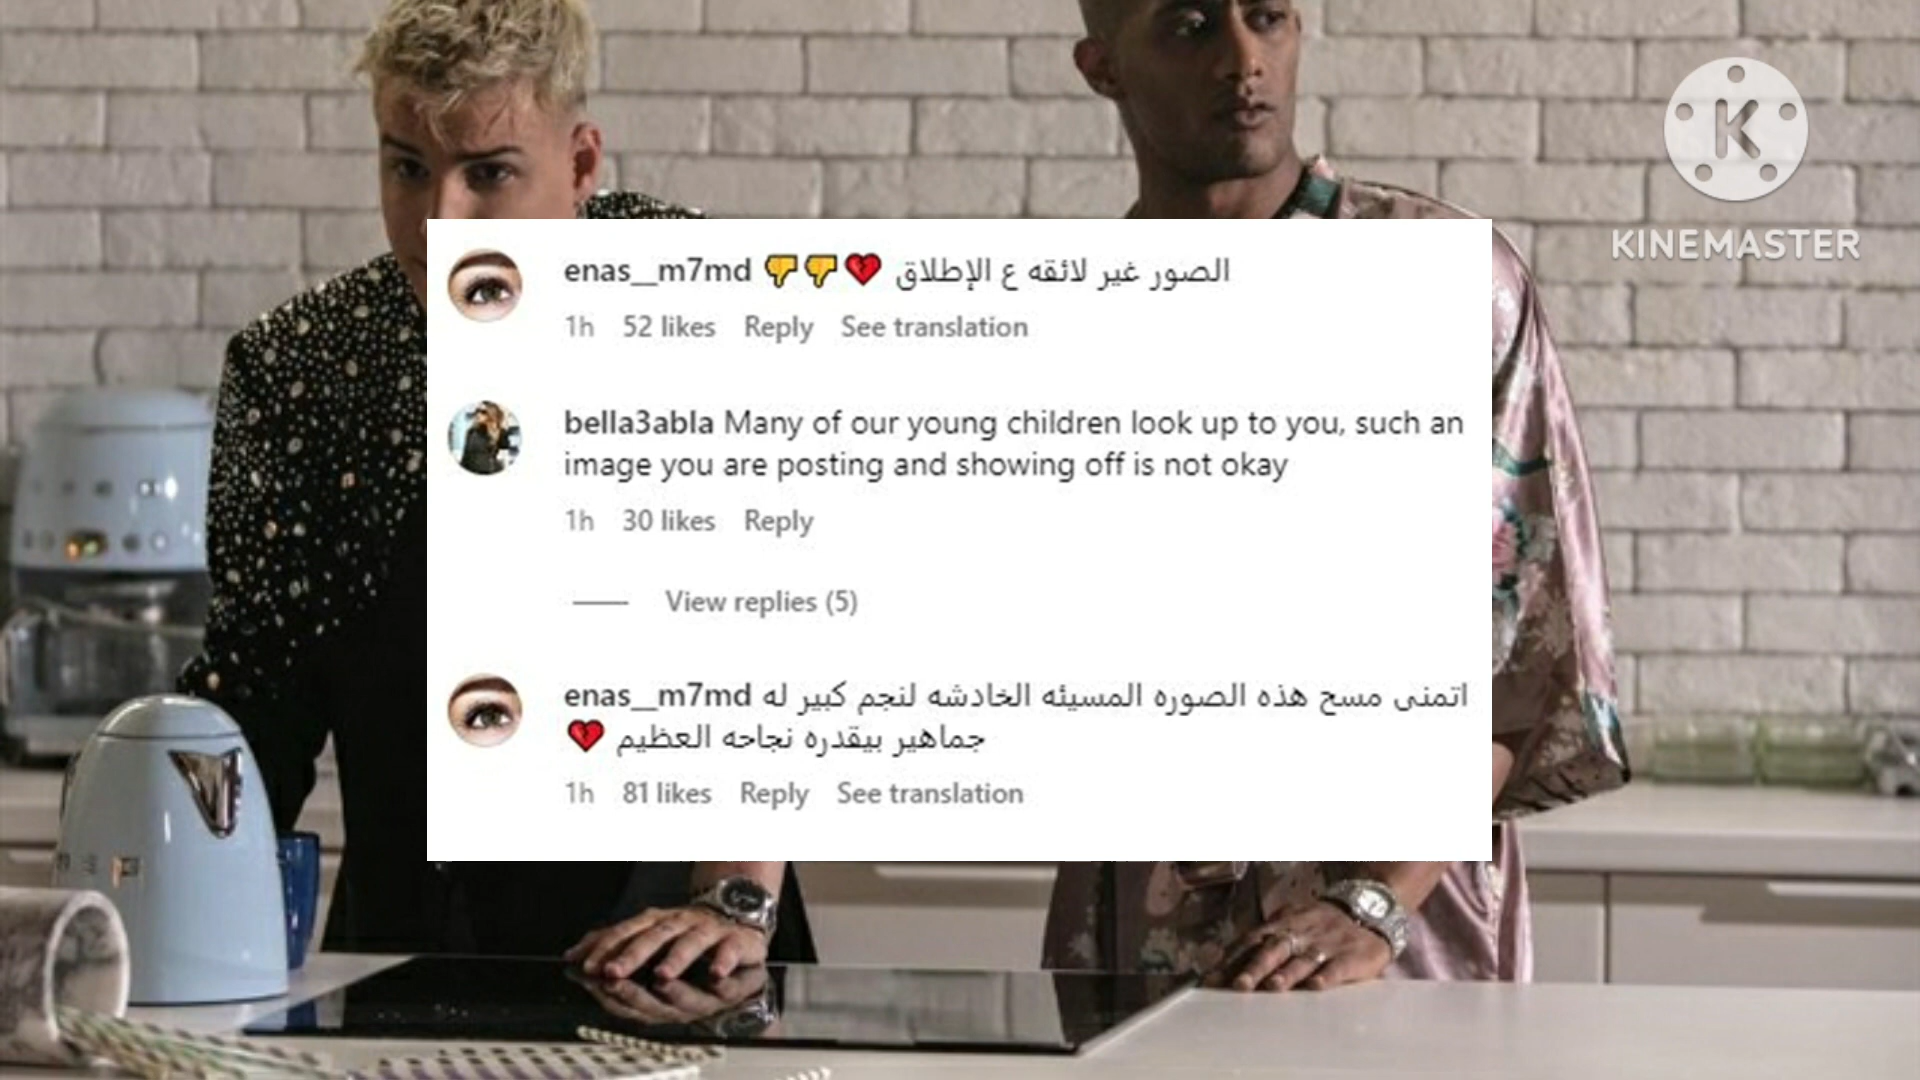 enas__m7md 👎👎💔 الصور غير لائقه ع الإطلاق
1h 52 likes Reply See translation
bella3abla Many of our young children look up to you, such an
image you are posting and showing off is not okay
1h 30 likes Reply
View replies (5)
enas__m7md اتمنى مسح هذه الصوره المسيئه الخادشه لنجم كبير له
جماهير بيقدره نجاحه العظيم 💔
1h 81 likes Reply See translation
K
KINEMASTER